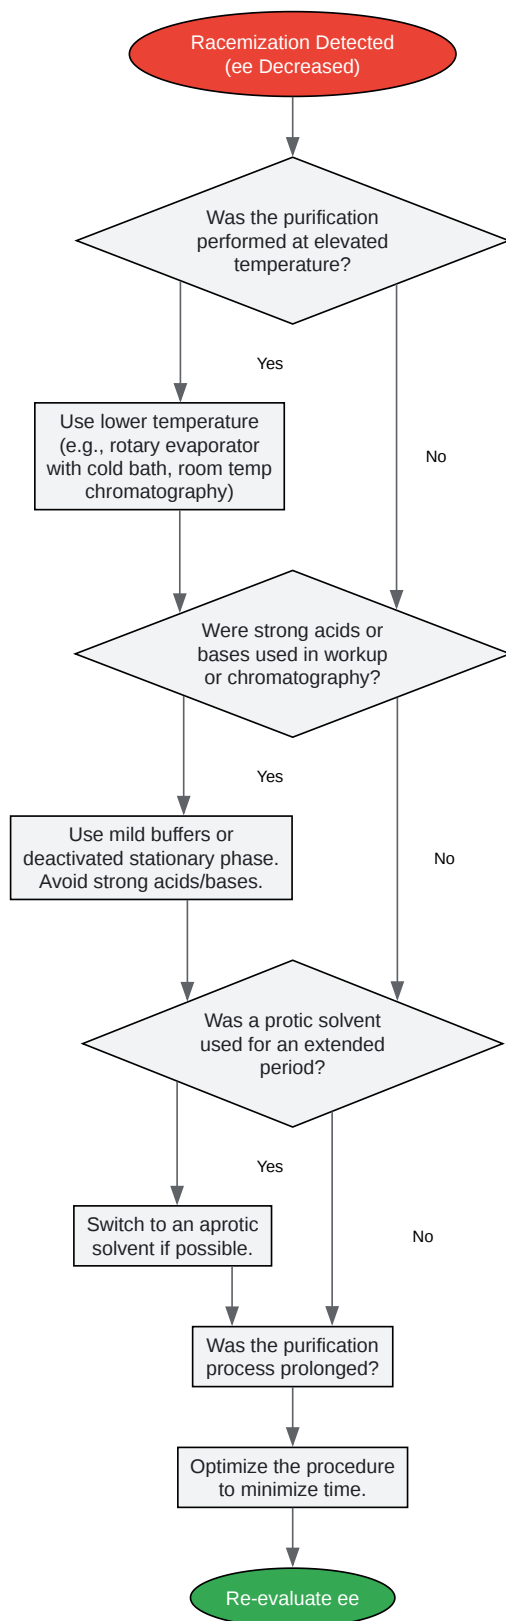 Racemization Detected
(ee Decreased)
Was the purification
performed at elevated
temperature?
Yes
Use lower temperature
(e.g., rotary evaporator
with cold bath, room temp
chromatography)
No
Were strong acids or
bases used in workup
or chromatography?
Yes
Use mild buffers or
deactivated stationary phase.
Avoid strong acids/bases.
No
Was a protic solvent
used for an extended
period?
Yes
Switch to an aprotic
solvent if possible.
No
Was the purification
process prolonged?
Optimize the procedure
to minimize time.
Re-evaluate ee